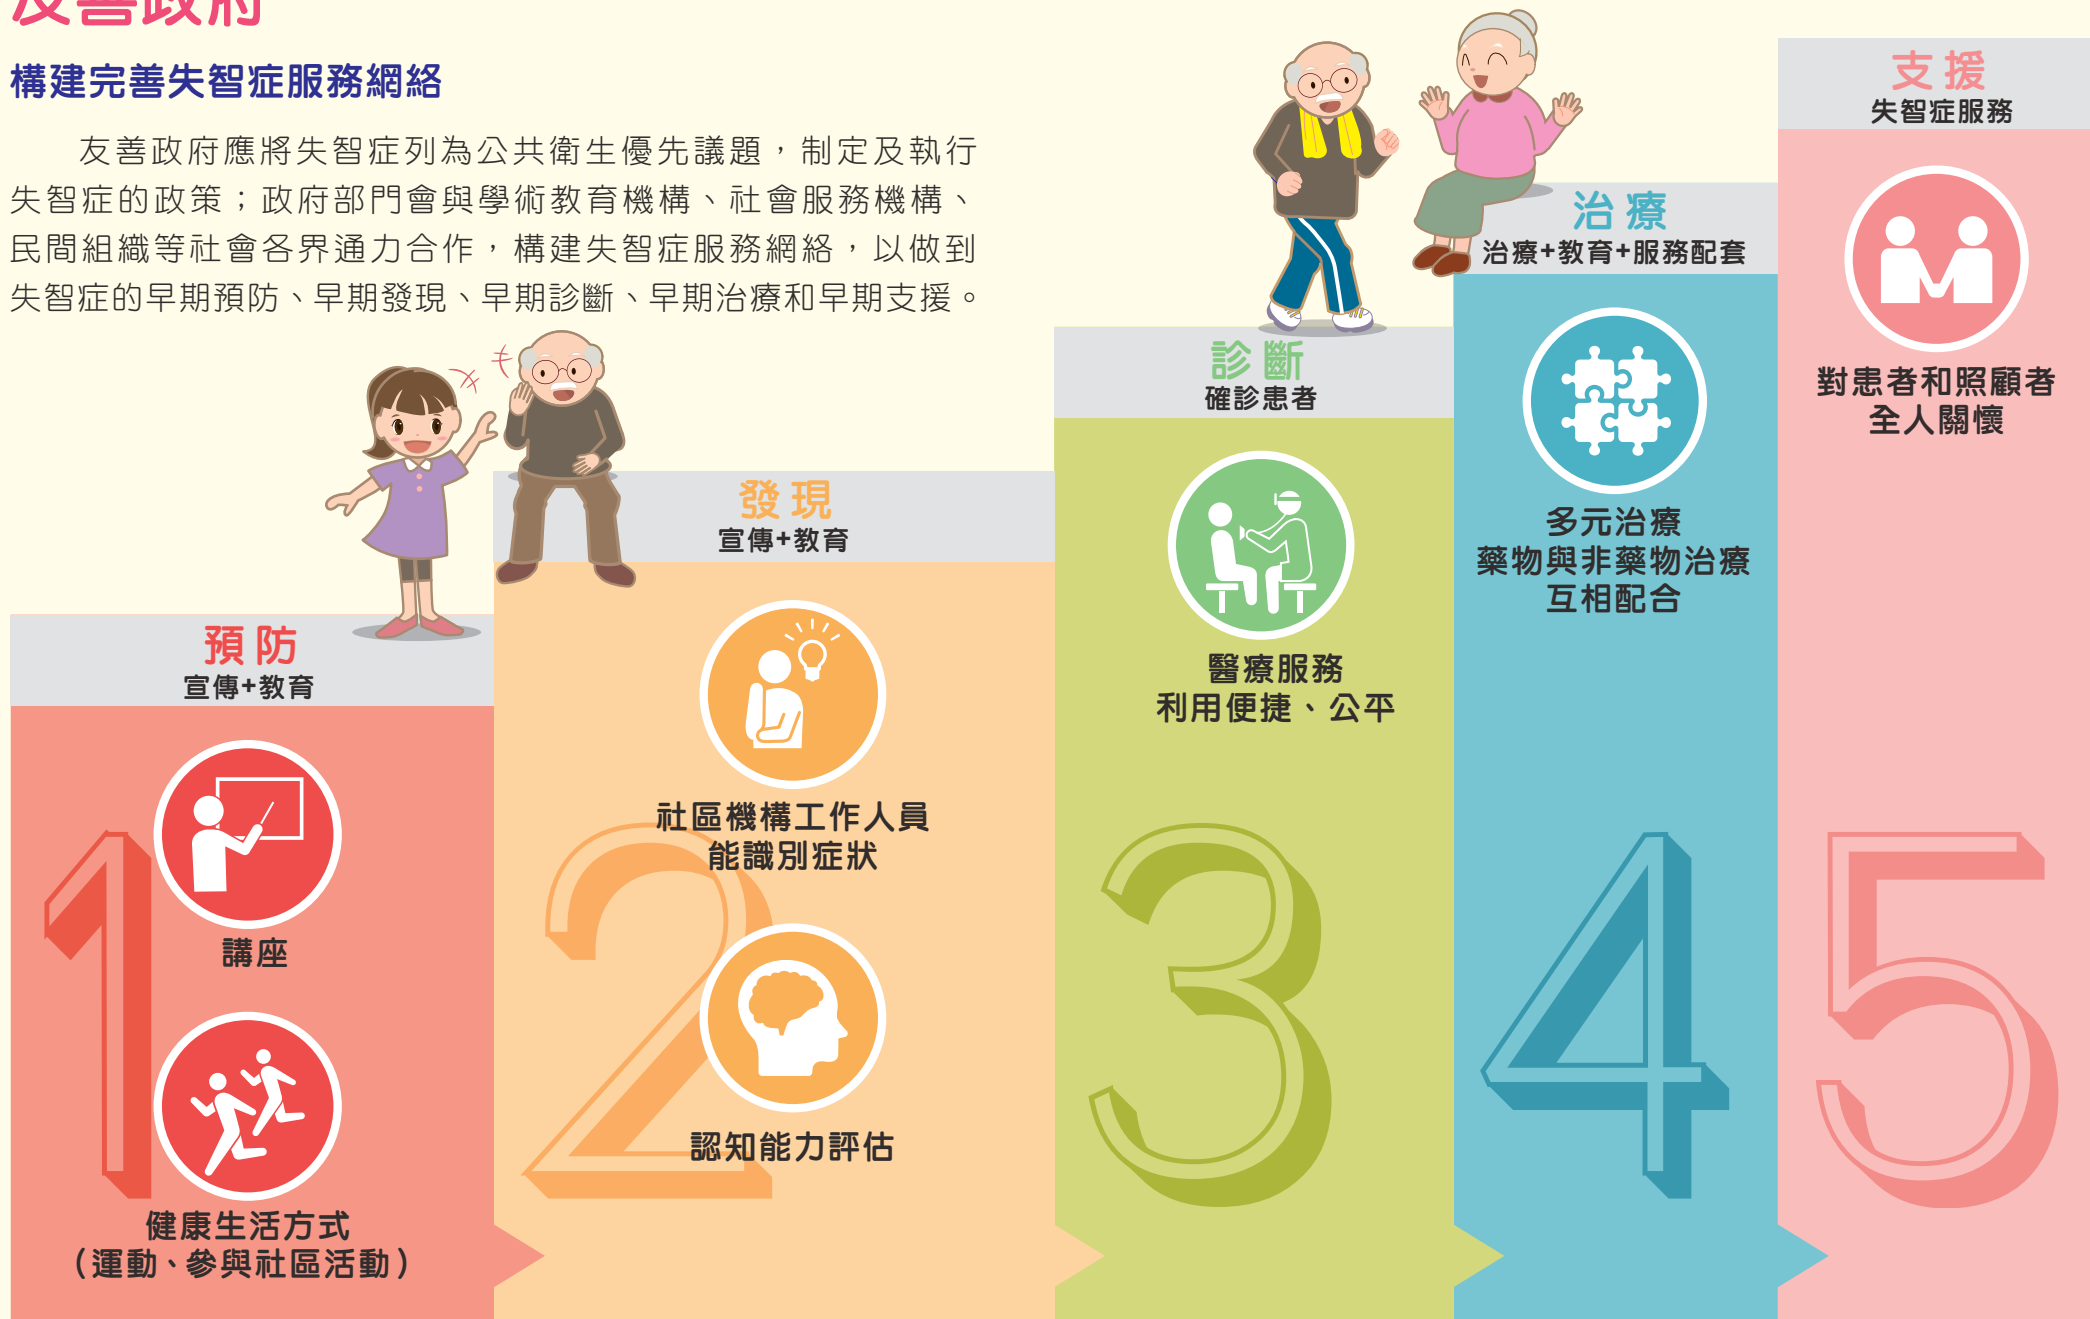 友善政府
構建完善失智症服務網絡
友善政府應將失智症列為公共衛生優先議題，制定及執行
失智症的政策；政府部門會與學術教育機構、社會服務機構、
民間組織等社會各界通力合作，構建失智症服務網絡，以做到
失智症的早期預防、早期發現、早期診斷、早期治療和早期支援。
預防
宣傳+教育
講座
健康生活方式
（運動、參與社區活動）
1
發現
宣傳+教育
社區機構工作人員
能識別症狀
認知能力評估
2
診斷
確診患者
醫療服務
利用便捷、公平
3
治療
治療+教育+服務配套
多元治療
藥物與非藥物治療
互相配合
4
支援
失智症服務
對患者和照顧者
全人關懷
5